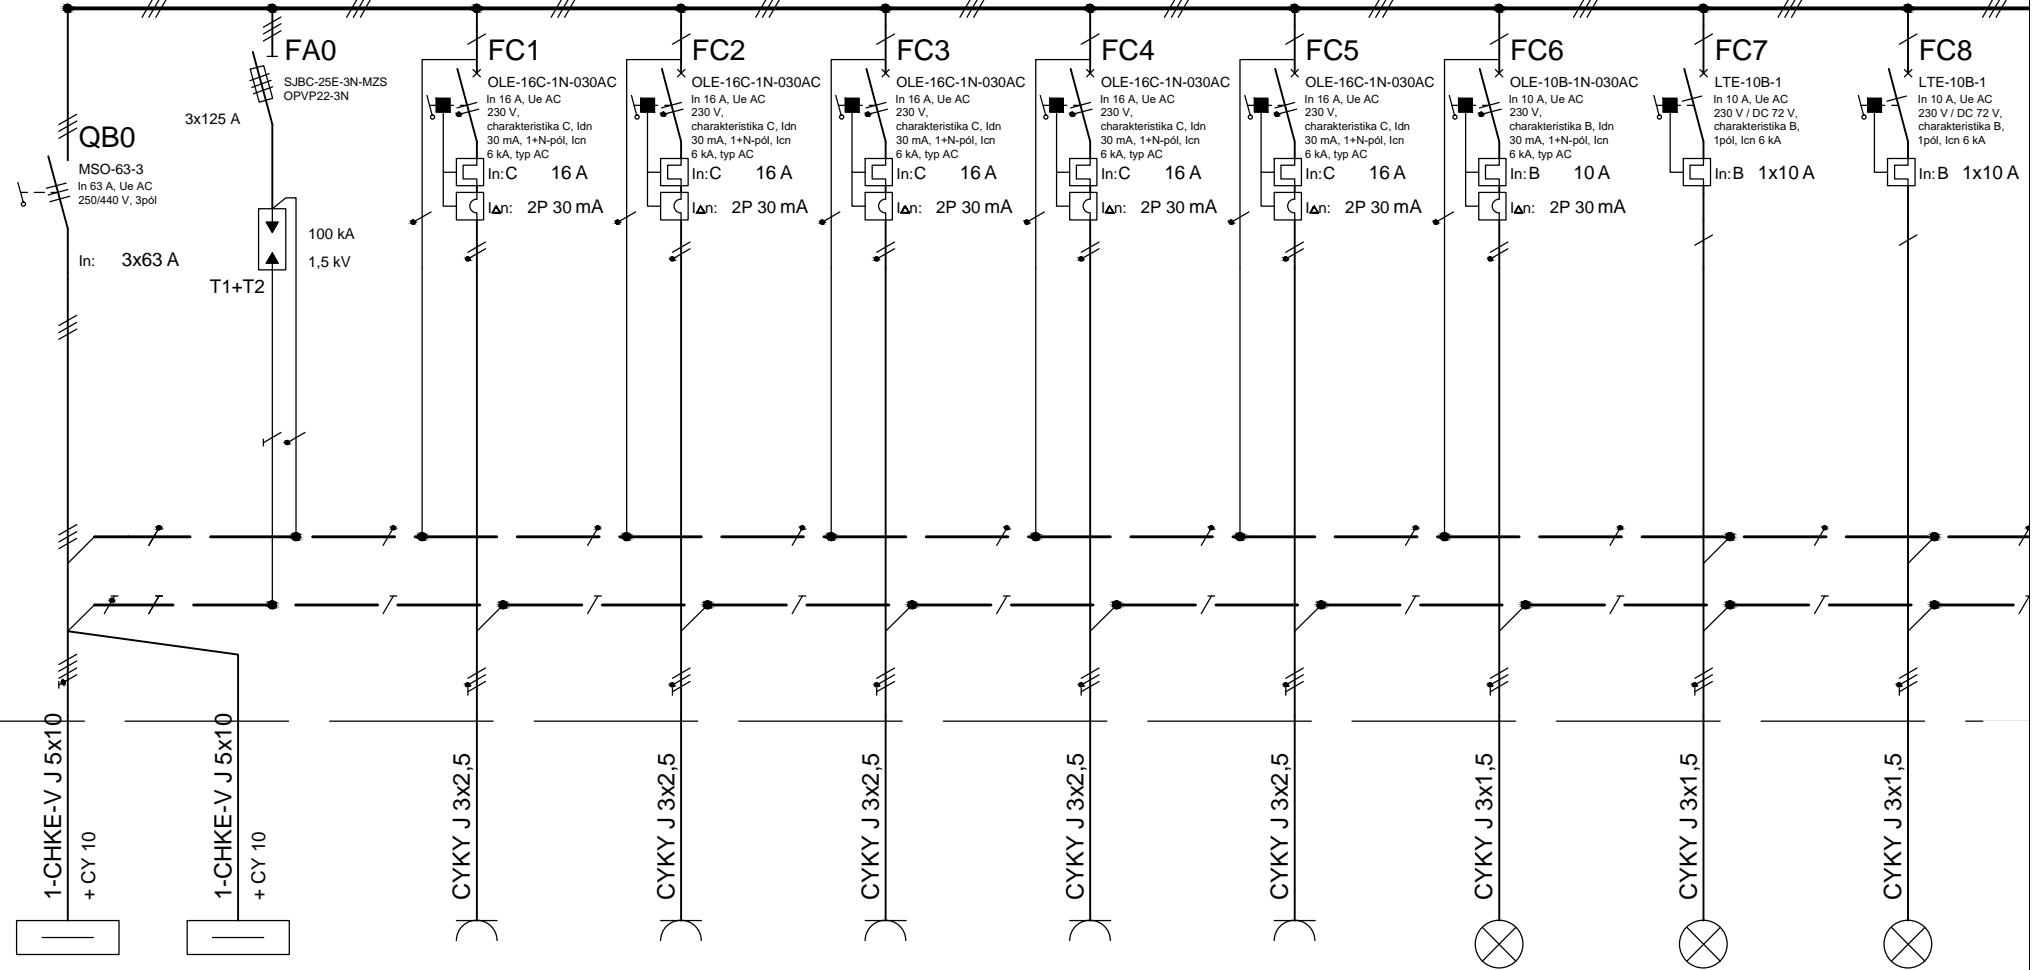 QB0
MSO-63-3
In 63 A, Ue AC
250/440 V, 3pól
In: 3x63 A
FA0
SJBC-25E-3N-MZS
OPVP22-3N
3x125 A
100 kA
1,5 kV
T1+T2
FC1
OLE-16C-1N-030AC
In 16 A, Ue AC
230 V,
charakteristika C, Idn
30 mA, 1+N-pól, Icn
6 kA, typ AC
In: C 16 A
I∆n: 2P 30 mA
FC2
OLE-16C-1N-030AC
In 16 A, Ue AC
230 V,
charakteristika C, Idn
30 mA, 1+N-pól, Icn
6 kA, typ AC
In: C 16 A
I∆n: 2P 30 mA
FC3
OLE-16C-1N-030AC
In 16 A, Ue AC
230 V,
charakteristika C, Idn
30 mA, 1+N-pól, Icn
6 kA, typ AC
In: C 16 A
I∆n: 2P 30 mA
FC4
OLE-16C-1N-030AC
In 16 A, Ue AC
230 V,
charakteristika C, Idn
30 mA, 1+N-pól, Icn
6 kA, typ AC
In: C 16 A
I∆n: 2P 30 mA
FC5
OLE-16C-1N-030AC
In 16 A, Ue AC
230 V,
charakteristika C, Idn
30 mA, 1+N-pól, Icn
6 kA, typ AC
In: C 16 A
I∆n: 2P 30 mA
FC6
OLE-10B-1N-030AC
In 10 A, Ue AC
230 V,
charakteristika B, Idn
30 mA, 1+N-pól, Icn
6 kA, typ AC
In: B 10 A
I∆n: 2P 30 mA
FC7
LTE-10B-1
In 10 A, Ue AC
230 V / DC 72 V,
charakteristika B,
1pól, Icn 6 kA
In: B 1x10 A
FC8
LTE-10B-1
In 10 A, Ue AC
230 V / DC 72 V,
charakteristika B,
1pól, Icn 6 kA
In: B 1x10 A
1-CHKE-V J 5x10
+ CY 10
1-CHKE-V J 5x10
+ CY 10
CYKY J 3x2,5
CYKY J 3x2,5
CYKY J 3x2,5
CYKY J 3x2,5
CYKY J 3x2,5
CYKY J 3x1,5
CYKY J 3x1,5
CYKY J 3x1,5